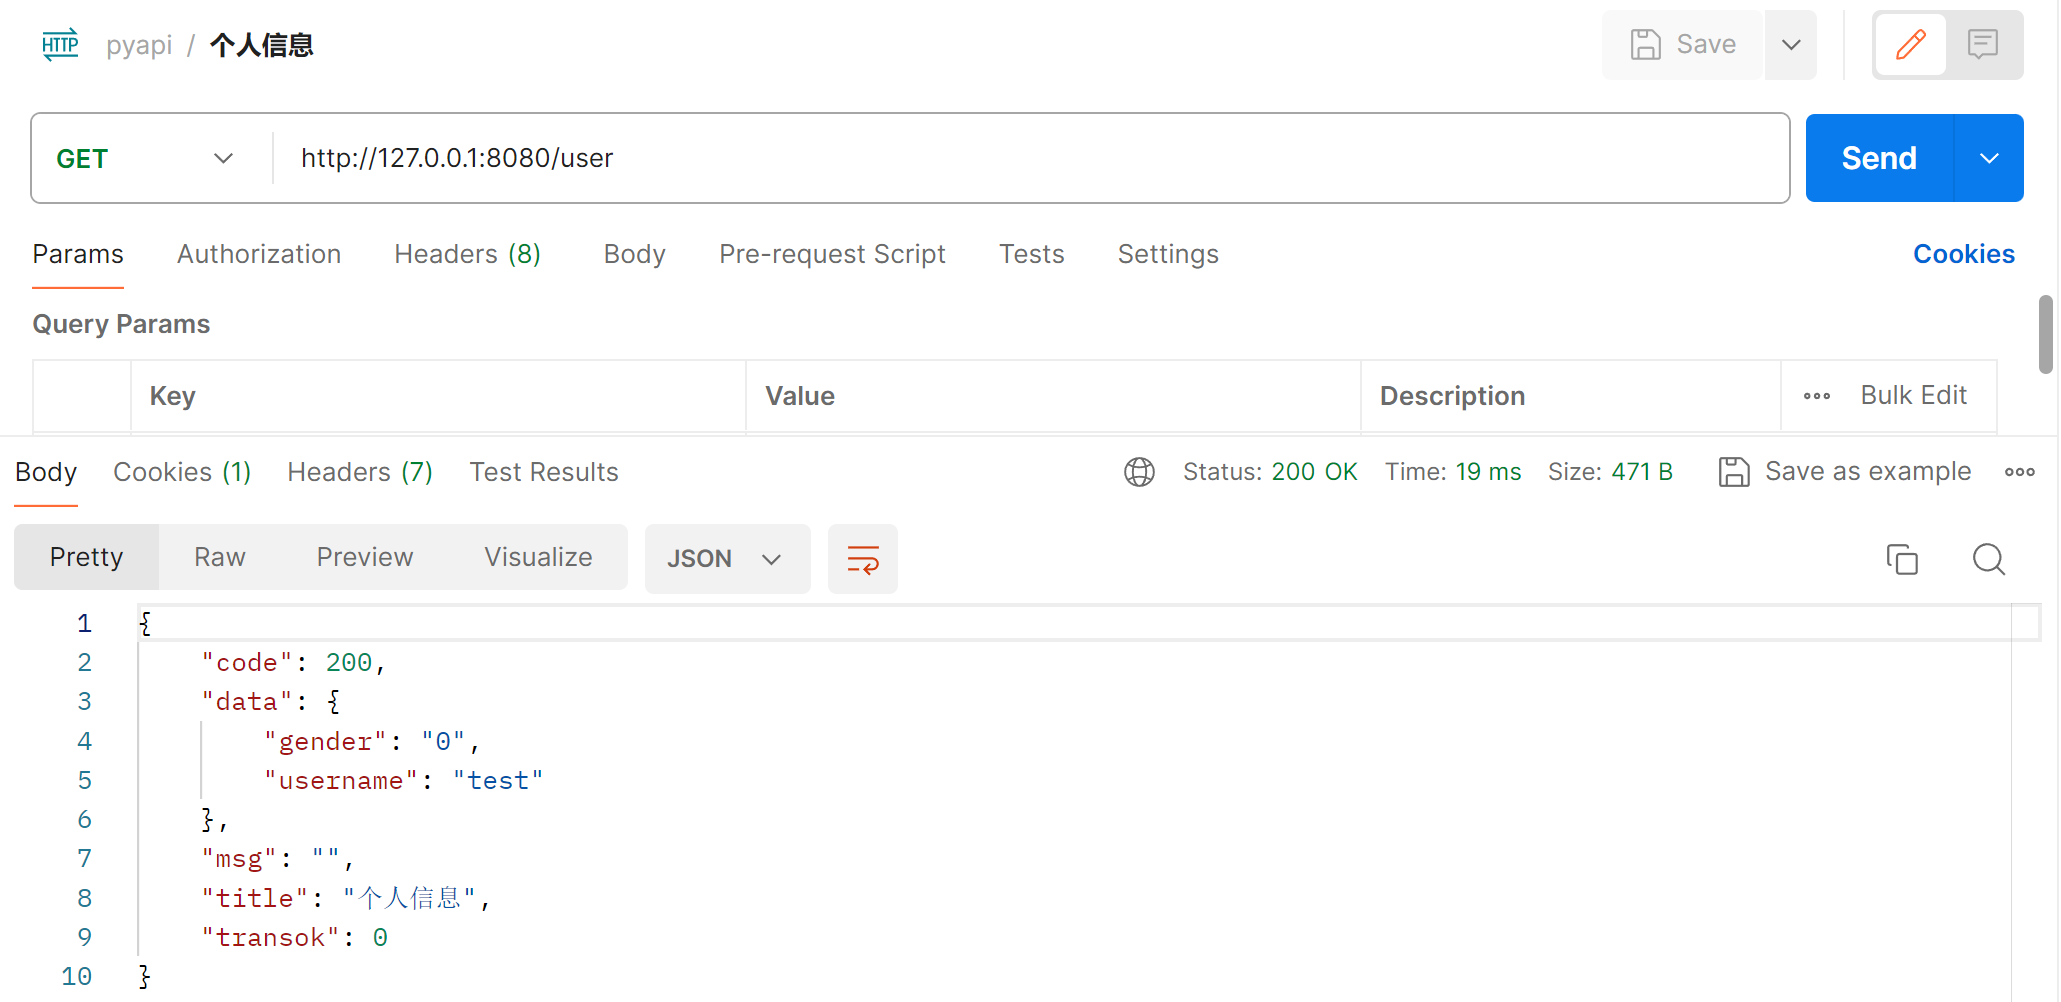 HTTP pyapi / 个人信息 Save
GET http://127.0.0.1:8080/user Send
Params Authorization Headers (8) Body Pre-request Script Tests Settings Cookies
Query Params
Key Value Description Bulk Edit
Body Cookies (1) Headers (7) Test Results Status: 200 OK Time: 19 ms Size: 471 B Save as example
Pretty Raw Preview Visualize JSON
1 {
2 "code": 200,
3 "data": {
4 "gender": "0",
5 "username": "test"
6 },
7 "msg": "",
8 "title": "个人信息",
9 "transok": 0
10 }